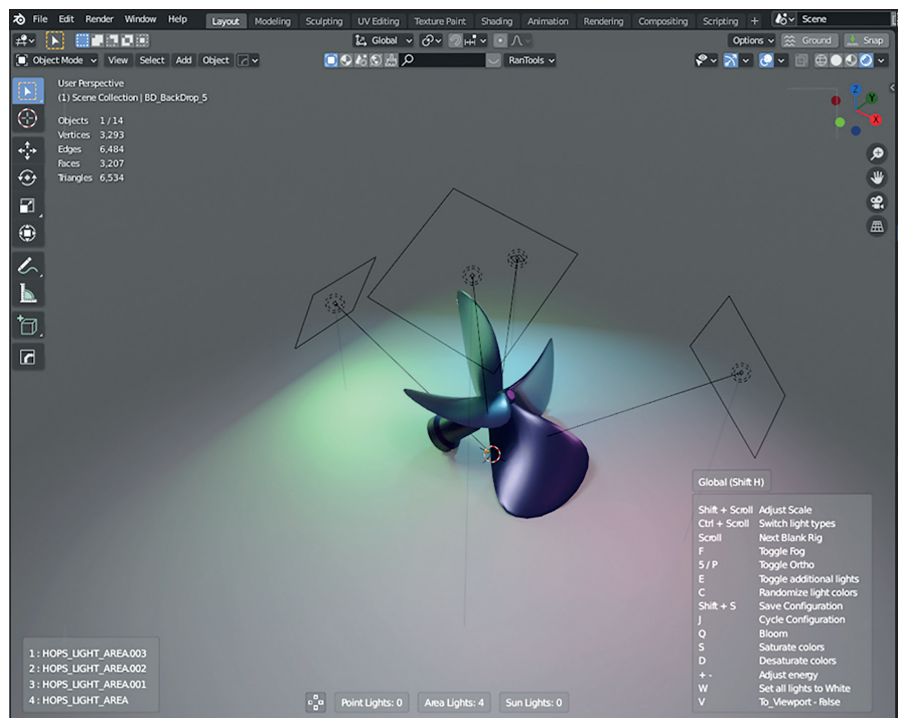 File Edit Render Window Help Layout Modeling Sculpting UV Editing Texture Paint Shading Animation Rendering Compositing Scripting + Scene
Global Options Ground Snap
Object Mode View Select Add Object RanTools
User Perspective
(1) Scene Collection | BD_BackDrop_5
Objects 1 / 14
Vertices 3,293
Edges 6,484
Faces 3,207
Triangles 6,534
Z
Y
X
Global (Shift H)
Shift + Scroll Adjust Scale
Ctrl + Scroll Switch light types
Scroll Next Blank Rig
F Toggle Fog
5 / P Toggle Ortho
E Toggle additional lights
C Randomize light colors
Shift + S Save Configuration
J Cycle Configuration
Q Bloom
S Saturate colors
D Desaturate colors
+ - Adjust energy
W Set all lights to White
V To_Viewport - False
1 : HOPS_LIGHT_AREA.003
2 : HOPS_LIGHT_AREA.002
3 : HOPS_LIGHT_AREA.001
4 : HOPS_LIGHT_AREA
Point Lights: 0 Area Lights: 4 Sun Lights: 0